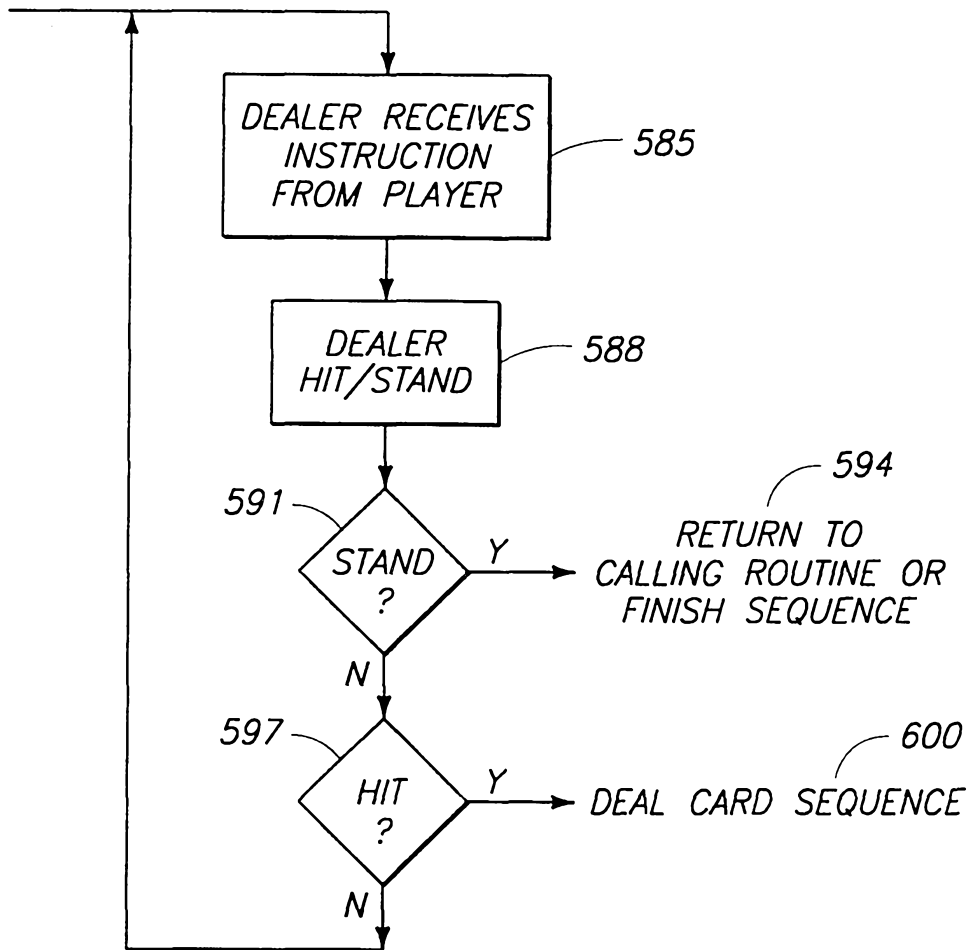 DEALER RECEIVES
INSTRUCTION
FROM PLAYER
585
DEALER
HIT/STAND
588
591
STAND
?
Y
594
RETURN TO
CALLING ROUTINE OR
FINISH SEQUENCE
N
597
HIT
?
Y
600
DEAL CARD SEQUENCE
N